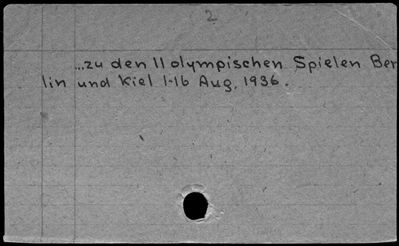 2
...zu den 11 olympischen Spielen Ber
lin und Kiel 1-16 Aug. 1936.